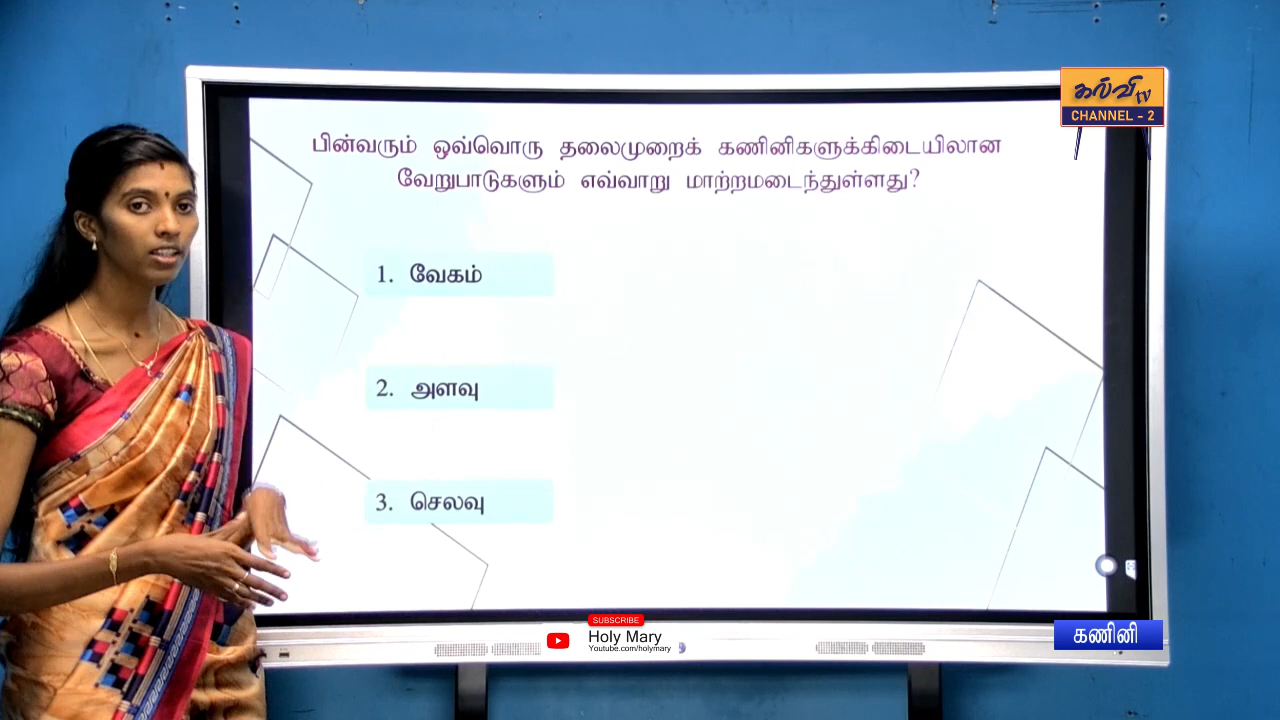 கல்வி tv
CHANNEL - 2
பின்வரும் ஒவ்வொரு தலைமுறைக் கணினிகளுக்கிடையிலான
வேறுபாடுகளும் எவ்வாறு மாற்றமடைந்துள்ளது?
1. வேகம்
2. அளவு
3. செலவு
SUBSCRIBE
Holy Mary
Youtube.com/holymary
கணினி